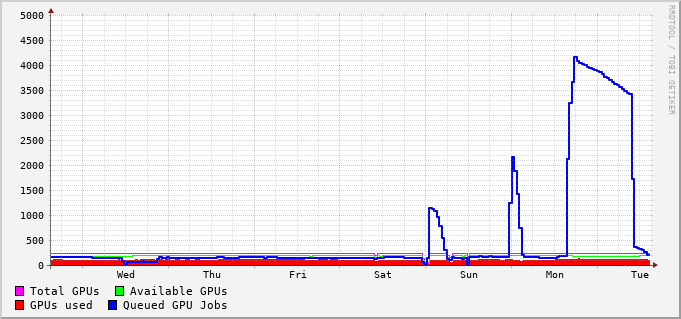 5000
4500
4000
3500
3000
2500
2000
1500
1000
500
0
Wed Thu Fri Sat Sun Mon Tue
Total GPUs Available GPUs
GPUs used Queued GPU Jobs
RRDTOOL / TOBI OETIKER